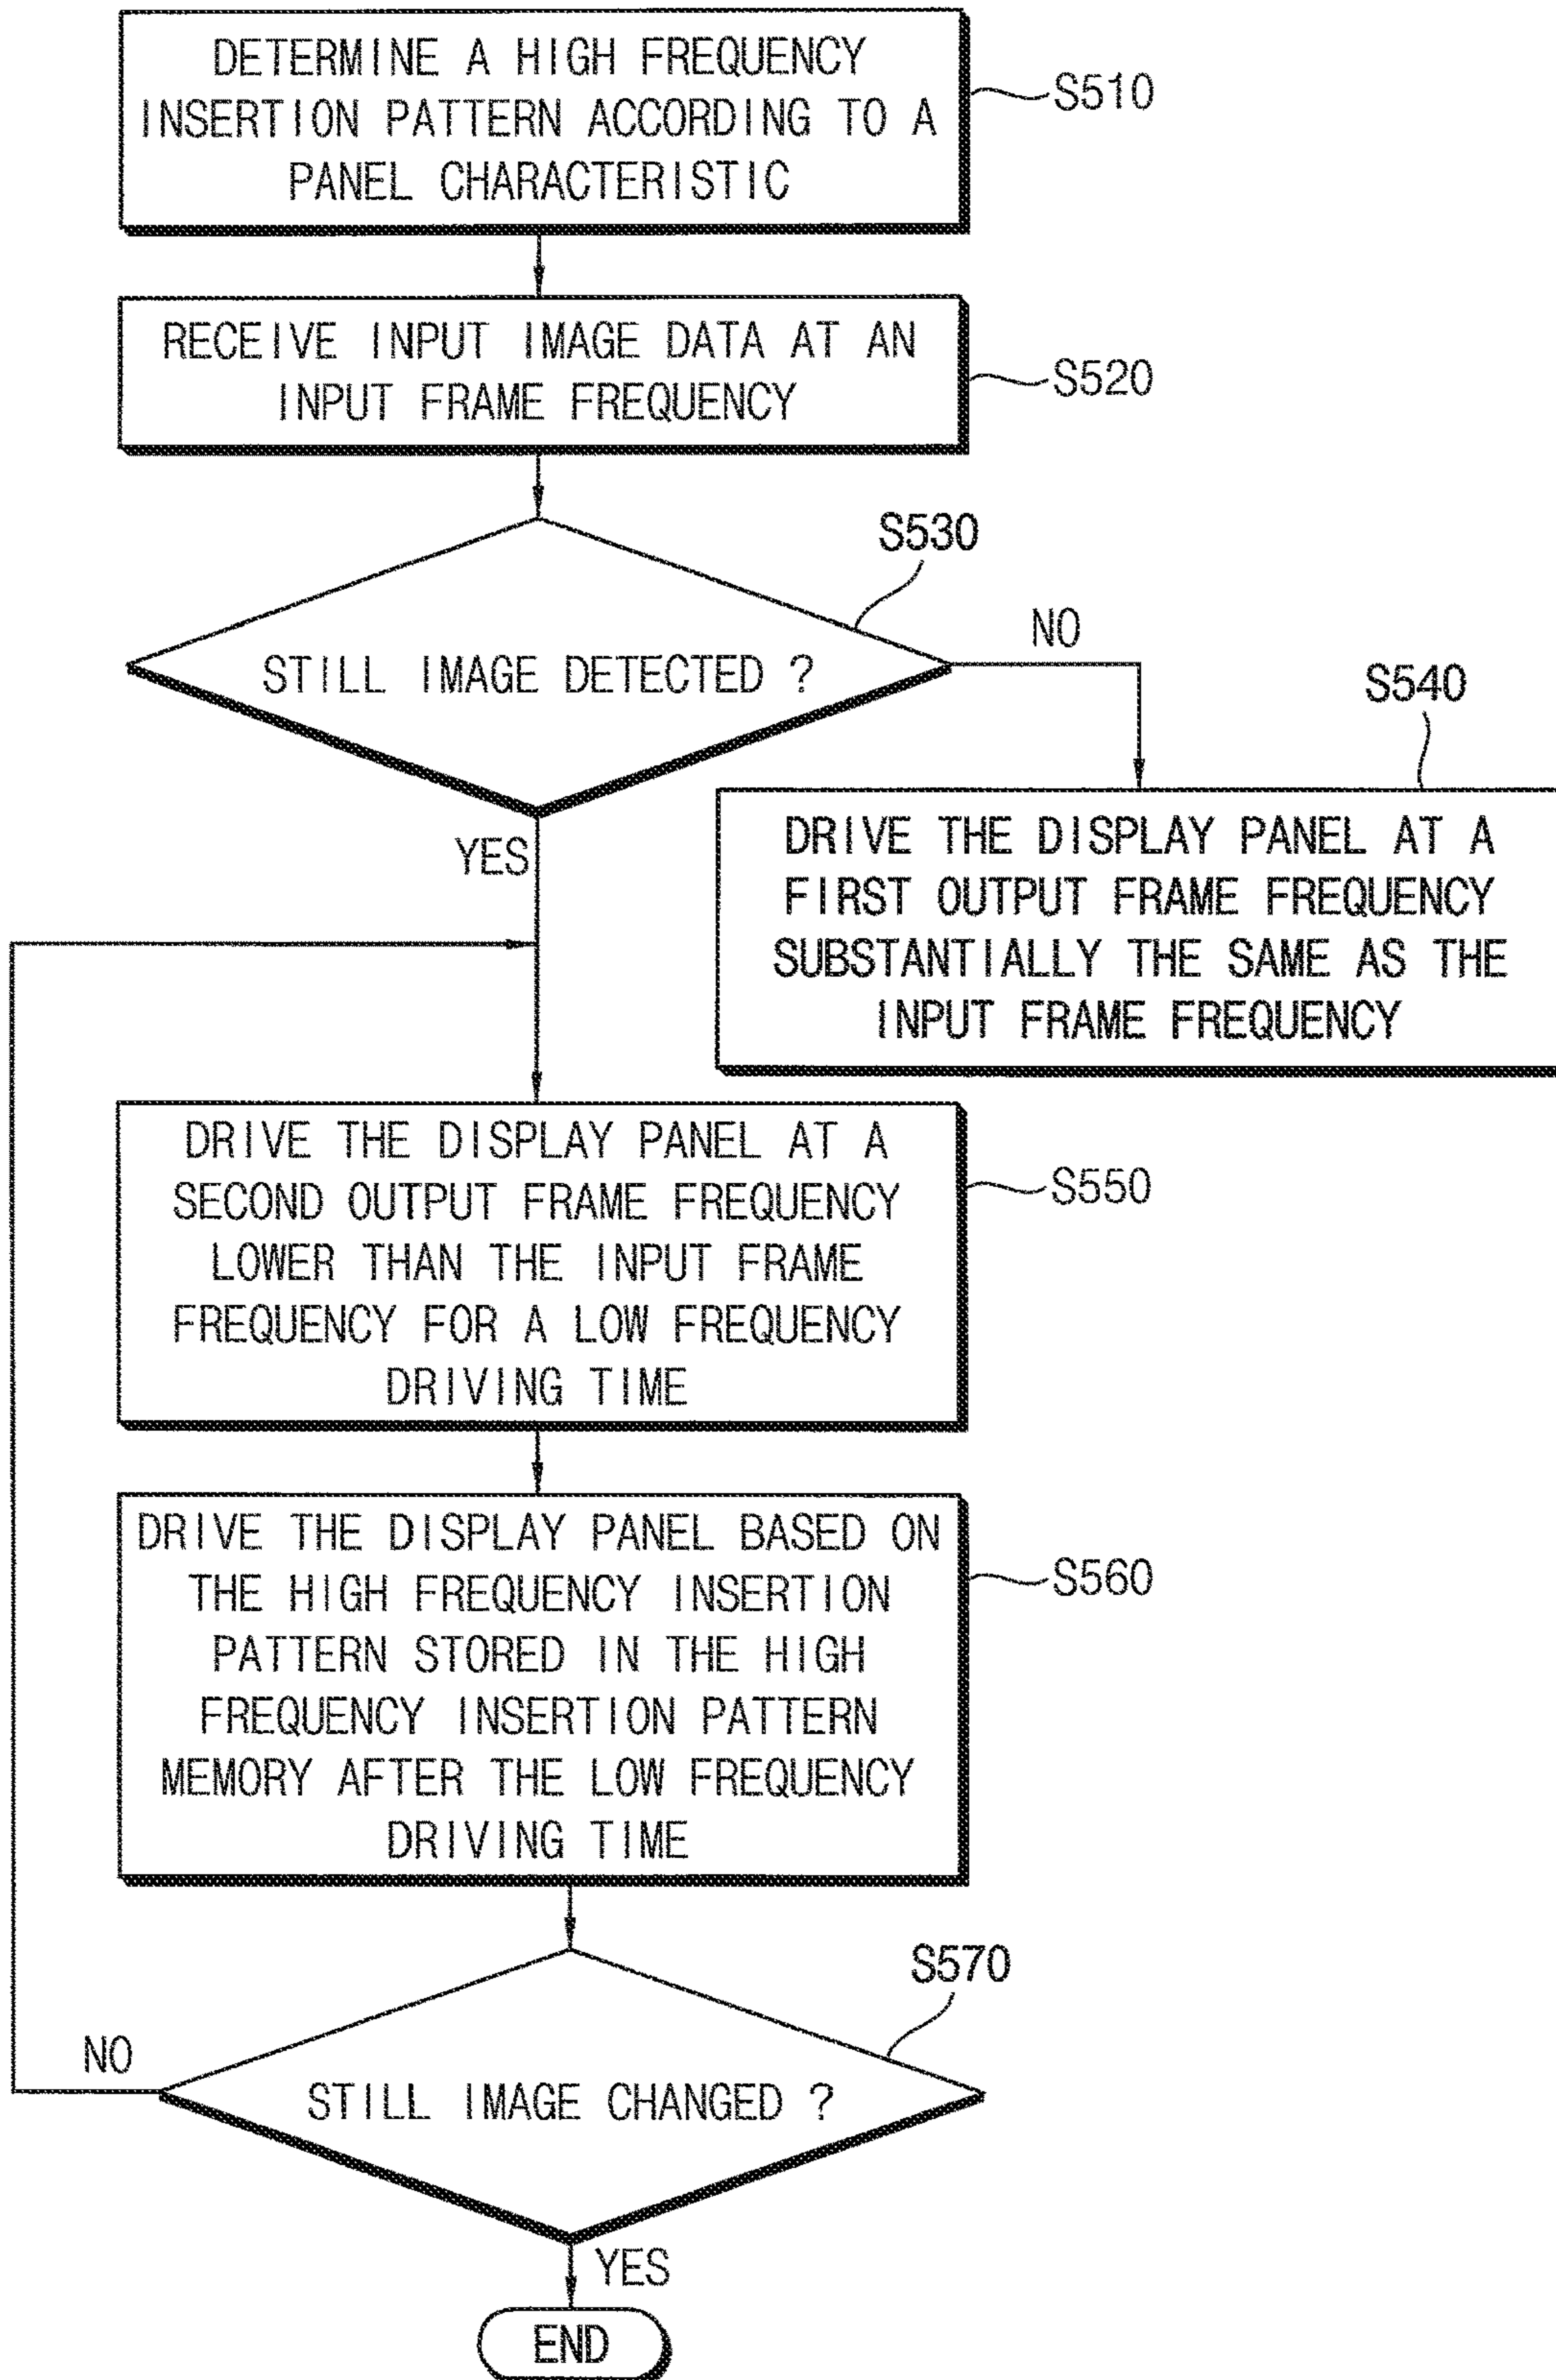 DETERMINE A HIGH FREQUENCY
INSERTION PATTERN ACCORDING TO A
PANEL CHARACTERISTIC
S510
RECEIVE INPUT IMAGE DATA AT AN
INPUT FRAME FREQUENCY
S520
S530
STILL IMAGE DETECTED ?
NO
YES
S540
DRIVE THE DISPLAY PANEL AT A
FIRST OUTPUT FRAME FREQUENCY
SUBSTANTIALLY THE SAME AS THE
INPUT FRAME FREQUENCY
DRIVE THE DISPLAY PANEL AT A
SECOND OUTPUT FRAME FREQUENCY
LOWER THAN THE INPUT FRAME
FREQUENCY FOR A LOW FREQUENCY
DRIVING TIME
S550
DRIVE THE DISPLAY PANEL BASED ON
THE HIGH FREQUENCY INSERTION
PATTERN STORED IN THE HIGH
FREQUENCY INSERTION PATTERN
MEMORY AFTER THE LOW FREQUENCY
DRIVING TIME
S560
S570
STILL IMAGE CHANGED ?
NO
YES
END